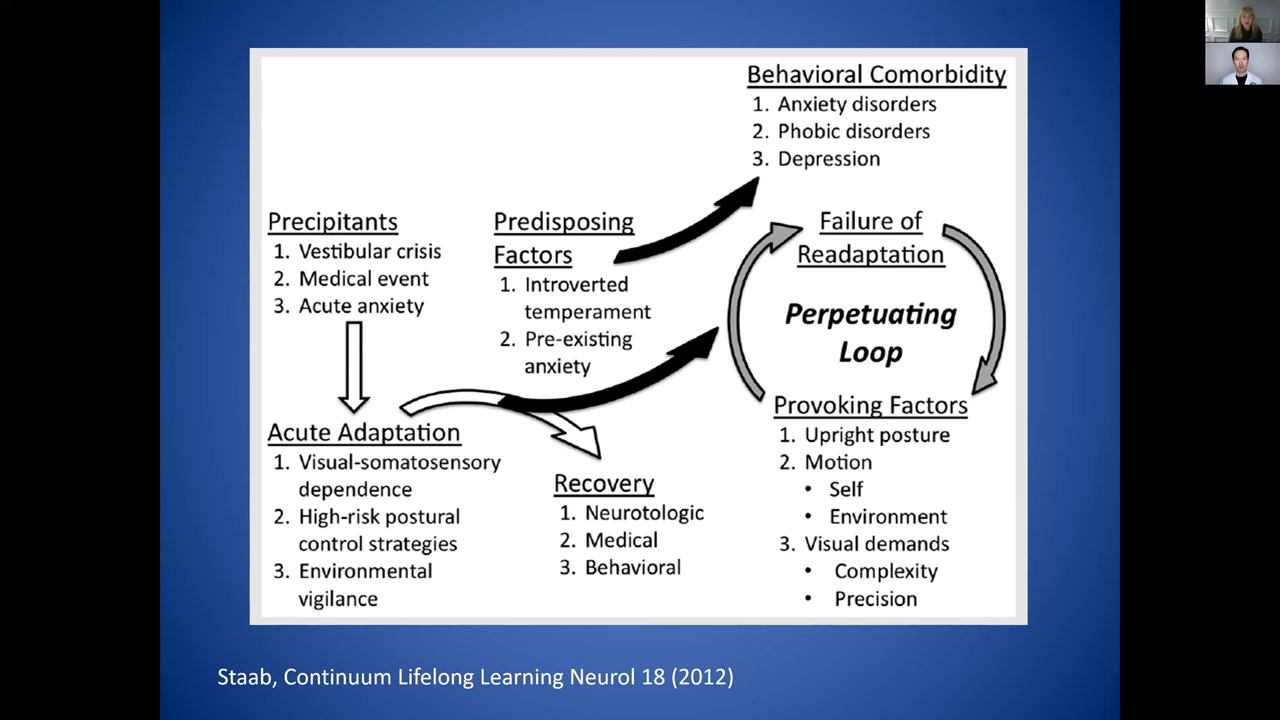 Behavioral Comorbidity
1. Anxiety disorders
2. Phobic disorders
3. Depression
Precipitants
1. Vestibular crisis
2. Medical event
3. Acute anxiety
Predisposing
Factors
1. Introverted
temperament
2. Pre-existing
anxiety
Failure of
Readaptation
Perpetuating
Loop
Acute Adaptation
1. Visual-somatosensory
dependence
2. High-risk postural
control strategies
3. Environmental
vigilance
Recovery
1. Neurotologic
2. Medical
3. Behavioral
Provoking Factors
1. Upright posture
2. Motion
• Self
• Environment
3. Visual demands
• Complexity
• Precision
Staab, Continuum Lifelong Learning Neurol 18 (2012)